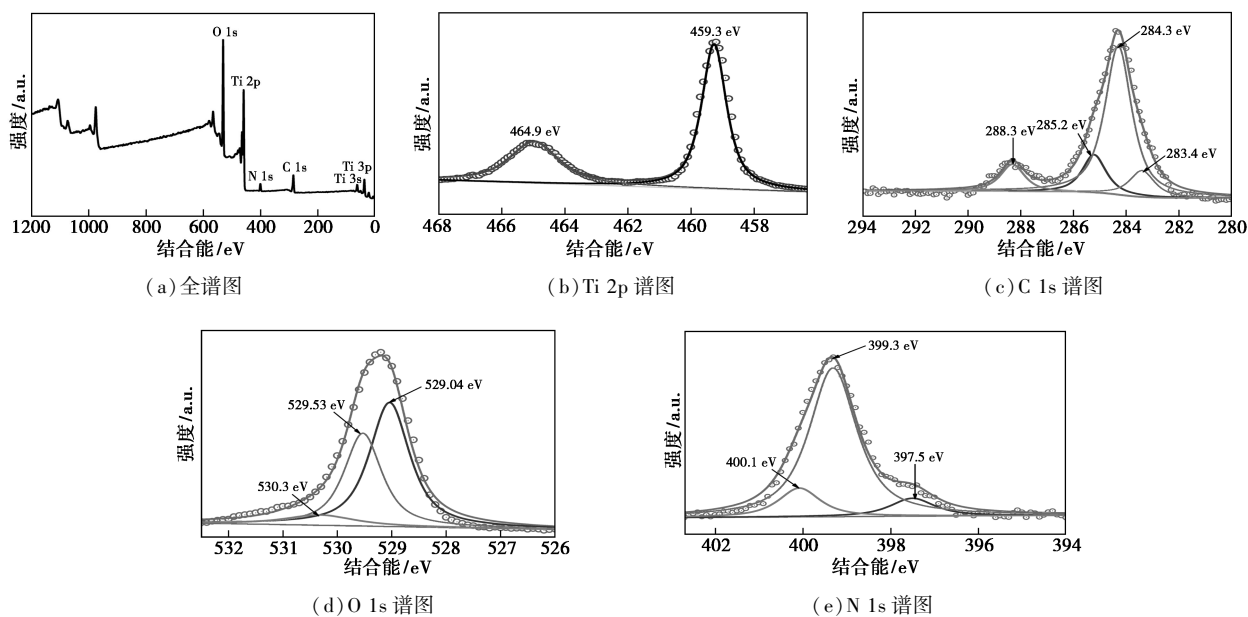 O 1s
Ti 2p
N 1s
C 1s
Ti 3p
Ti 3s
强度/a.u.
1200 1000 800 600 400 200 0
结合能/eV
(a)全谱图
459.3 eV
464.9 eV
强度/a.u.
468 466 464 462 460 458
结合能/eV
(b)Ti 2p 谱图
284.3 eV
288.3 eV
285.2 eV
283.4 eV
强度/a.u.
294 292 290 288 286 284 282 280
结合能/eV
(c)C 1s 谱图
529.04 eV
529.53 eV
530.3 eV
强度/a.u.
532 531 530 529 528 527 526
结合能/eV
(d)O 1s 谱图
399.3 eV
400.1 eV
397.5 eV
强度/a.u.
402 400 398 396 394
结合能/eV
(e)N 1s 谱图